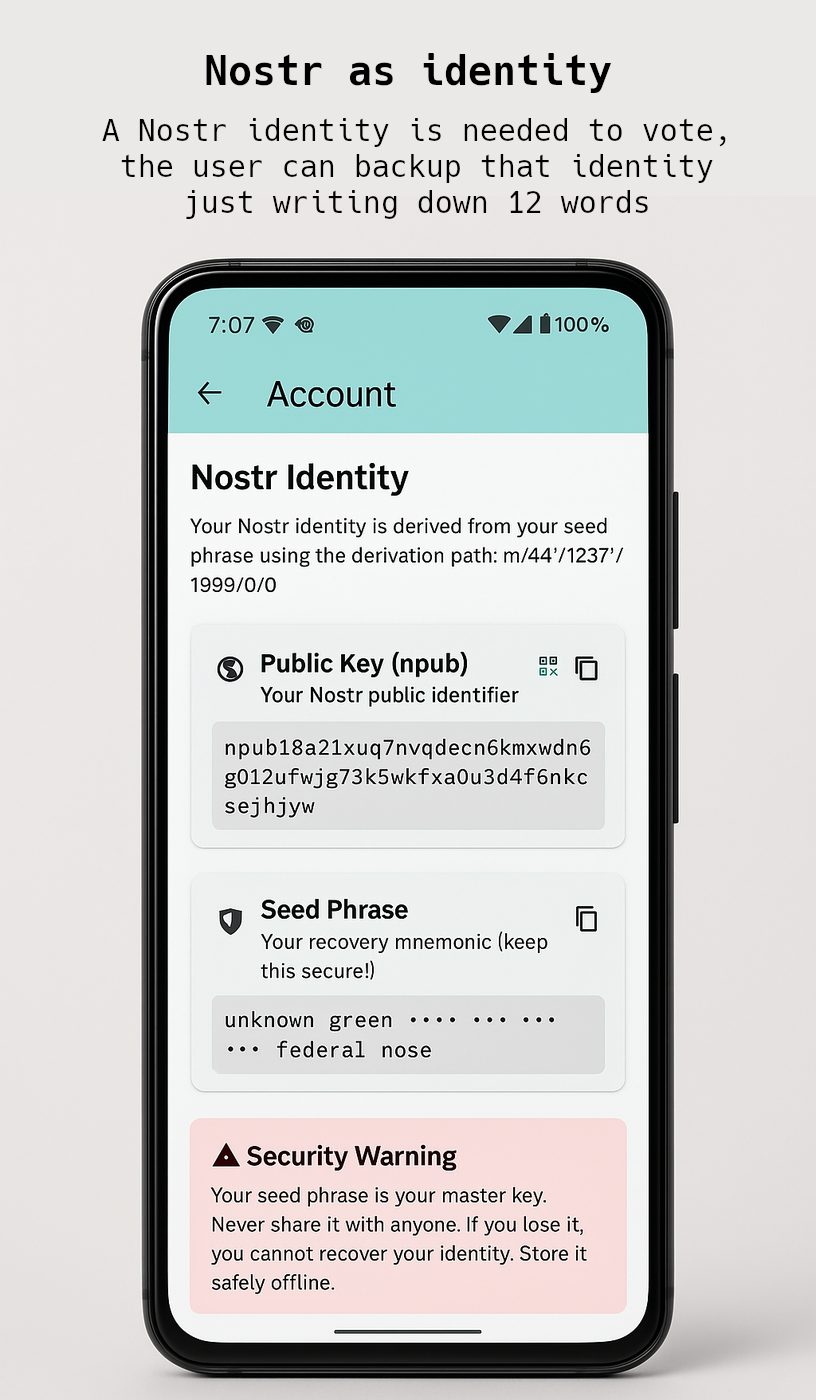 Nostr as identity
A Nostr identity is needed to vote,
the user can backup that identity
just writing down 12 words
7:07
100%
Account
Nostr Identity
Your Nostr identity is derived from your seed
phrase using the derivation path: m/44’/1237’/
1999/0/0
Public Key (npub)
Your Nostr public identifier
npub18a21xuq7nvqdecn6kmxwdn6
g012ufwjg73k5wkfxa0u3d4f6nkc
sejhjyw
Seed Phrase
Your recovery mnemonic (keep
this secure!)
unknown green •••• ••• •••
••• federal nose
Security Warning
Your seed phrase is your master key.
Never share it with anyone. If you lose it,
you cannot recover your identity. Store it
safely offline.